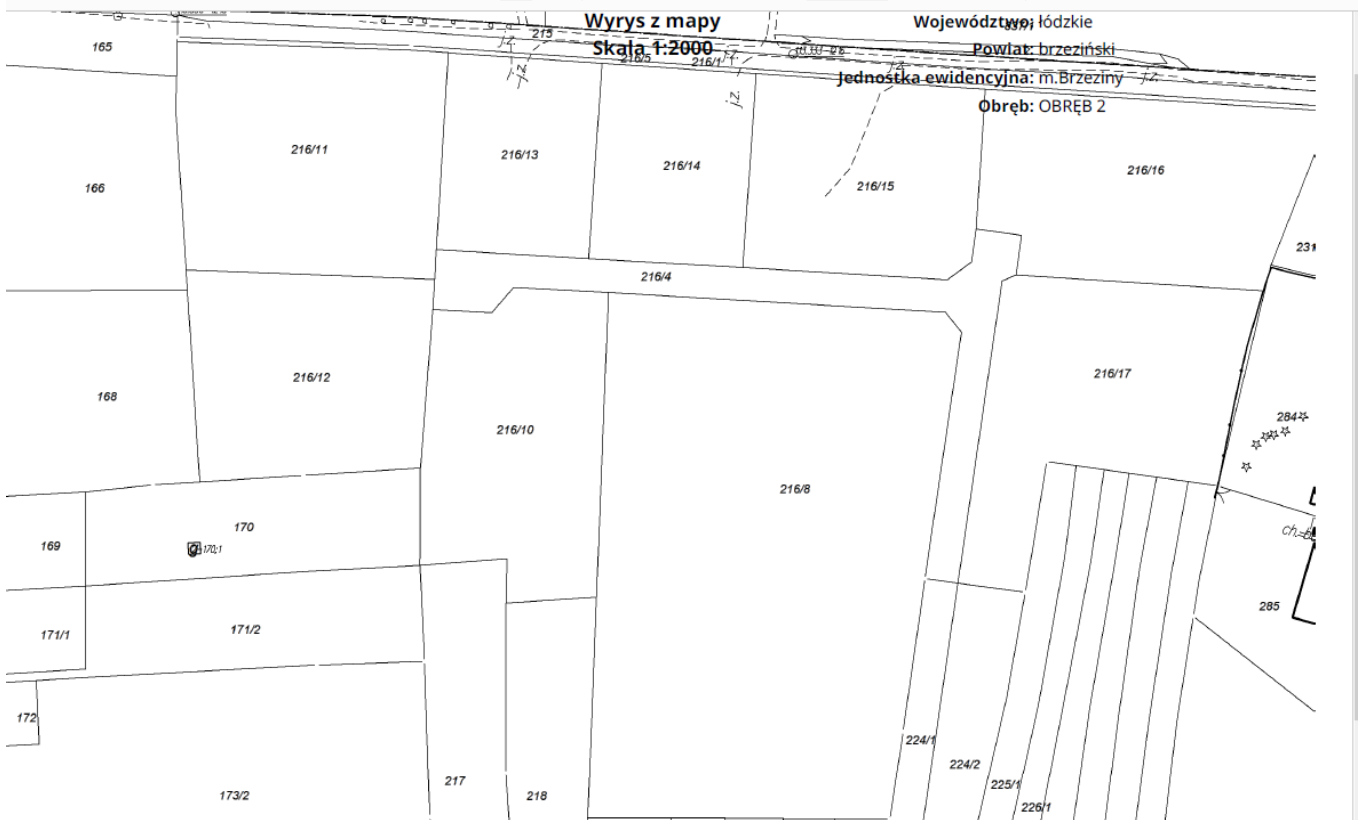 Wyrys z mapy
Skala 1:2000
Województwo: łódzkie
Powiat: brzeziński
Jednostka ewidencyjna: m.Brzeziny
Obręb: OBRĘB 2
165
215
216/5
216/1
j.z.
j.z.
j.z.
j.z.
j.z.
j.z.
216/11
216/13
216/14
216/15
216/16
166
231
216/4
216/12
216/17
168
216/10
284
216/8
170
170;1
169
285
171/1
171/2
172
224/1
224/2
217
218
225/1
226/1
173/2